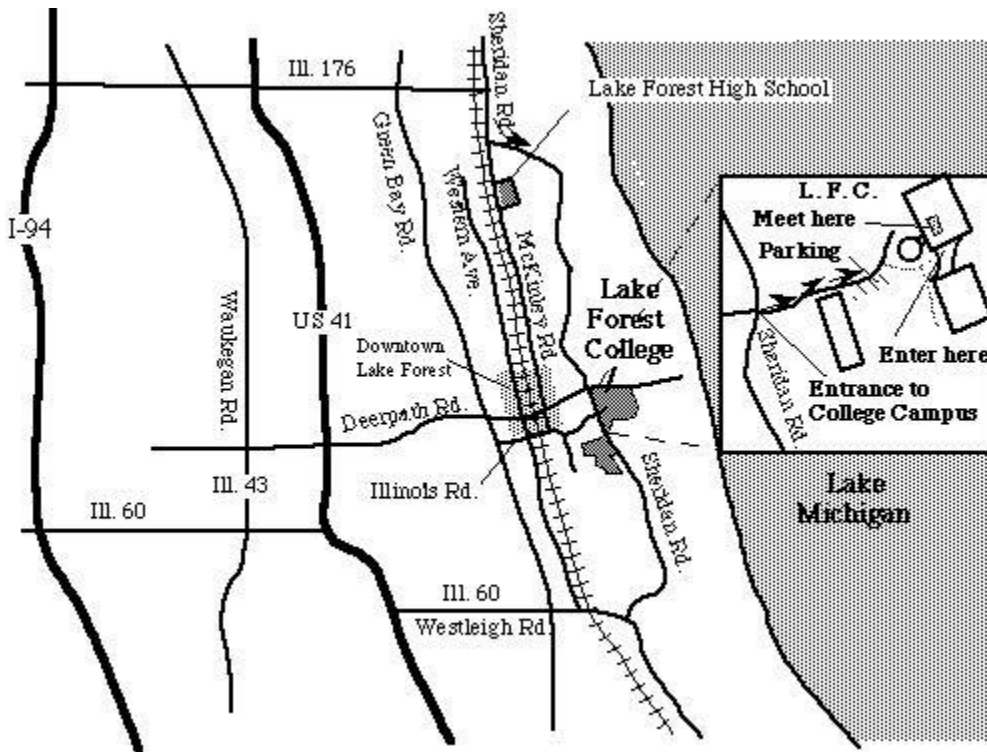 Ill. 176
Sheridan Rd.
Lake Forest High School
Green Bay Rd.
Western Ave.
McKinley Rd.
I-94
Waukegan Rd.
US 41
Downtown
Lake Forest
Lake
Forest
College
Deerpath Rd.
Illinois Rd.
Ill. 43
Ill. 60
Sheridan Rd.
Ill. 60
Westleigh Rd.
L. F. C.
Meet here
Parking
Enter here
Sheridan Rd.
Entrance to
College Campus
Lake
Michigan